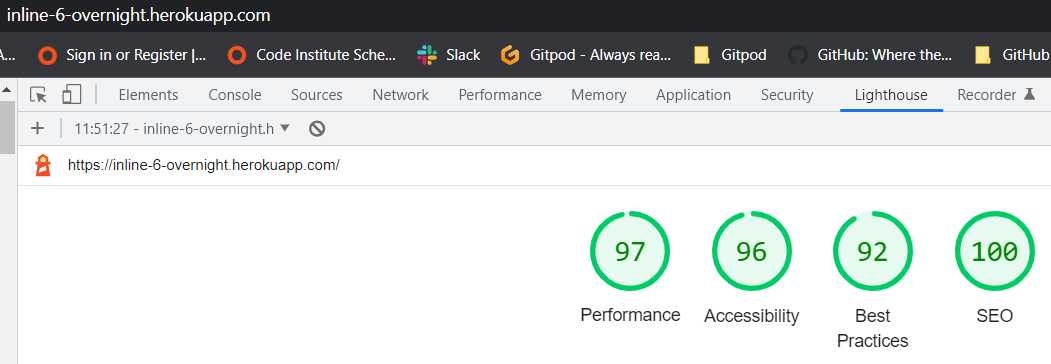 inline-6-overnight.herokuapp.com
A... Sign in or Register |... Code Institute Sche... Slack Gitpod - Always rea... Gitpod GitHub: Where the... GitHub
Elements Console Sources Network Performance Memory Application Security Lighthouse Recorder
+ 11:51:27 - inline-6-overnight.h
https://inline-6-overnight.herokuapp.com/
97 96 92 100
Performance Accessibility Best SEO
Practices